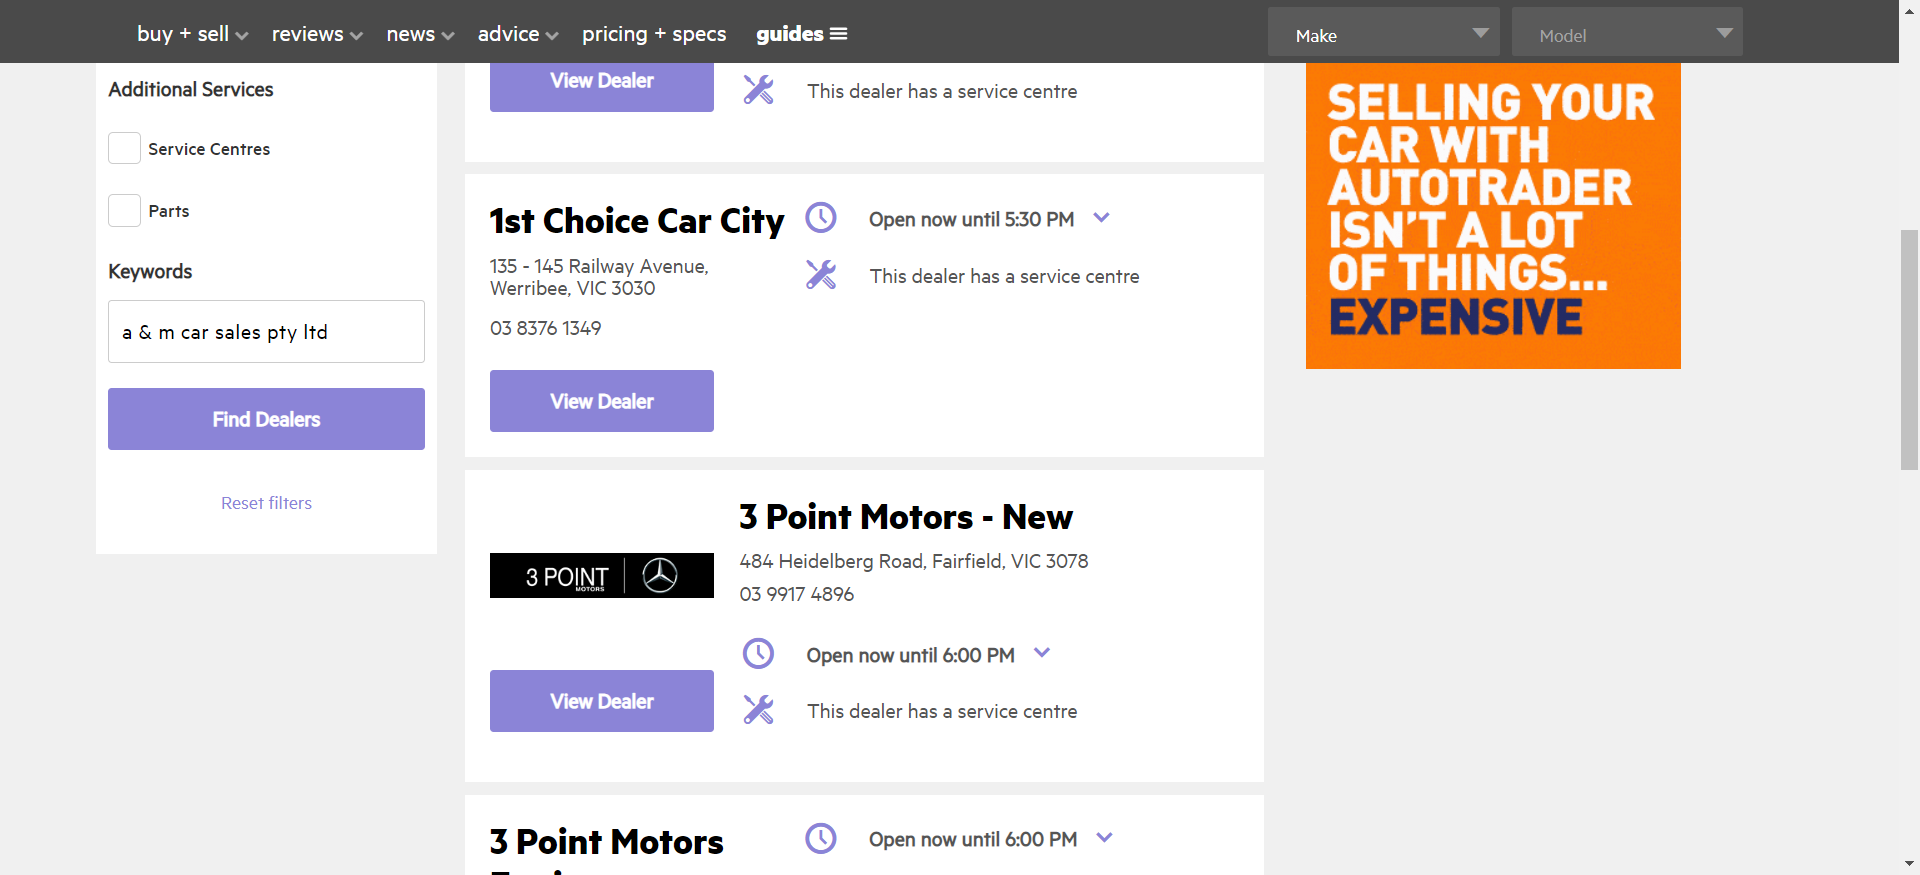 buy + sell reviews news advice pricing + specs guides Make Model
Additional Services
Service Centres
Parts
Keywords
a & m car sales pty ltd
Find Dealers
Reset filters
View Dealer
This dealer has a service centre
1st Choice Car City
135 - 145 Railway Avenue,
Werribee, VIC 3030
03 8376 1349
Open now until 5:30 PM
This dealer has a service centre
View Dealer
3 POINT
MOTORS
3 Point Motors - New
484 Heidelberg Road, Fairfield, VIC 3078
03 9917 4896
Open now until 6:00 PM
This dealer has a service centre
View Dealer
3 Point Motors
Open now until 6:00 PM
SELLING YOUR
CAR WITH
AUTOTRADER
ISN'T A LOT
OF THINGS...
EXPENSIVE